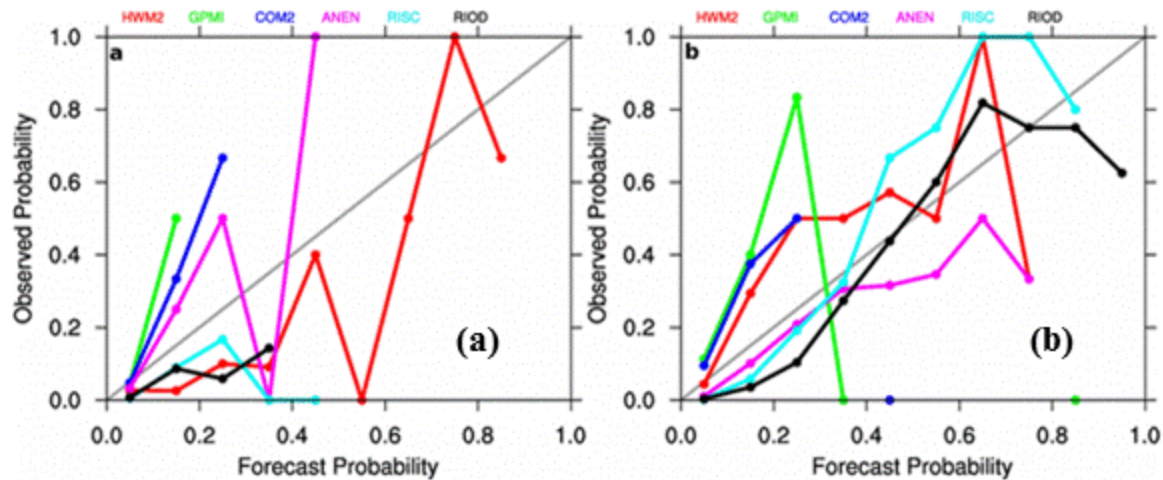 HWM2 GPMI COM2 ANEN RISC RIOD
a
1.0
0.8
0.6
0.4
0.2
0.0
Observed Probability
(a)
0.0 0.2 0.4 0.6 0.8 1.0
Forecast Probability
HWM2 GPMI COM2 ANEN RISC RIOD
b
1.0
0.8
0.6
0.4
0.2
0.0
Observed Probability
(b)
0.0 0.2 0.4 0.6 0.8 1.0
Forecast Probability